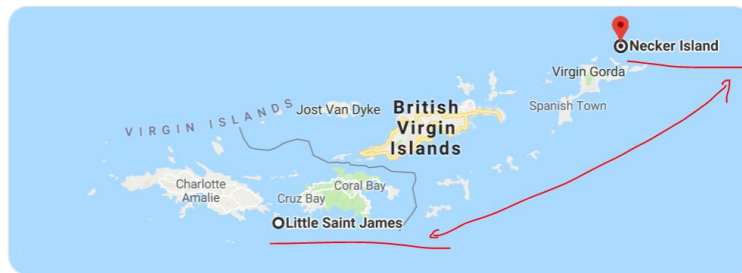 Necker Island
Virgin Gorda
Jost Van Dyke
British
Virgin
Islands
Spanish Town
VIRGIN ISLANDS
Charlotte
Amalie
Coral Bay
Cruz Bay
Little Saint James